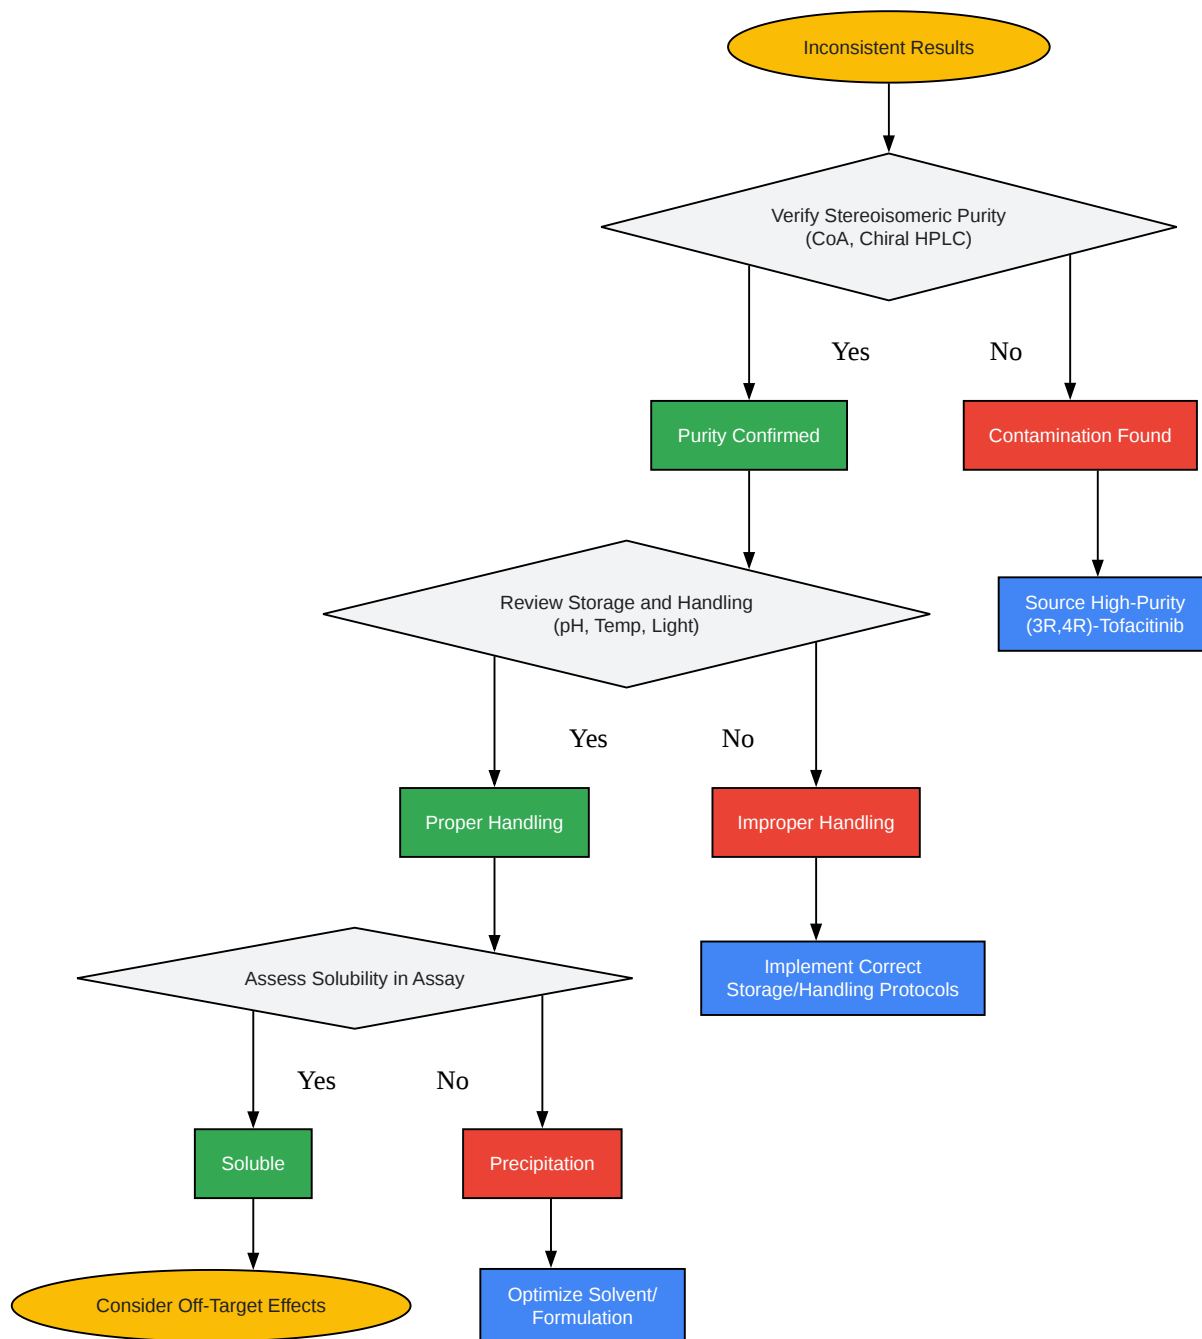 Inconsistent Results
Verify Stereoisomeric Purity
(CoA, Chiral HPLC)
Yes
No
Purity Confirmed
Contamination Found
Review Storage and Handling
(pH, Temp, Light)
Source High-Purity
(3R,4R)-Tofacitinib
Yes
No
Proper Handling
Improper Handling
Assess Solubility in Assay
Implement Correct
Storage/Handling Protocols
Yes
No
Soluble
Precipitation
Consider Off-Target Effects
Optimize Solvent/
Formulation